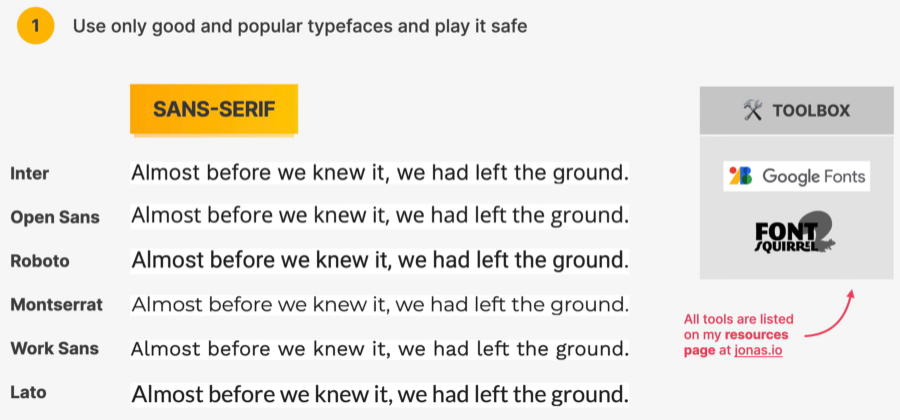 1 Use only good and popular typefaces and play it safe
SANS-SERIF
Inter Almost before we knew it, we had left the ground.
Open Sans Almost before we knew it, we had left the ground.
Roboto Almost before we knew it, we had left the ground.
Montserrat Almost before we knew it, we had left the ground.
Work Sans Almost before we knew it, we had left the ground.
Lato Almost before we knew it, we had left the ground.
TOOLBOX
Google Fonts
FONT
SQUIRREL
All tools are listed
on my resources
page at jonas.io